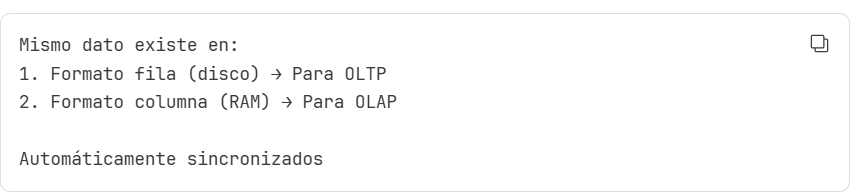 Mismo dato existe en:
1. Formato fila (disco) → Para OLTP
2. Formato columna (RAM) → Para OLAP
Automáticamente sincronizados